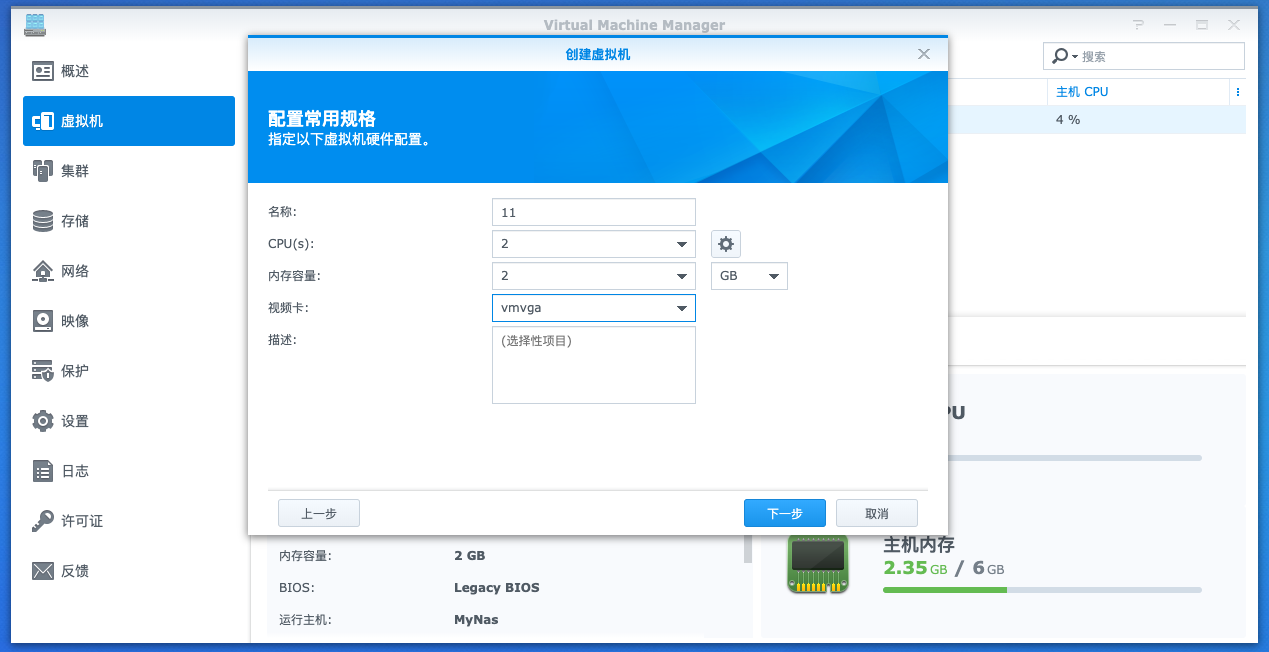 Virtual Machine Manager
概述
虚拟机
集群
存储
网络
映像
保护
设置
日志
许可证
反馈
搜索
主机 CPU
4 %
创建虚拟机
配置常用规格
指定以下虚拟机硬件配置。
名称: 11
CPU(s): 2
内存容量: 2 GB
视频卡: vmvga
描述: (选择性项目)
上一步 下一步 取消
PU
内存容量: 2 GB
BIOS: Legacy BIOS
运行主机: MyNas
主机内存
2.35 GB / 6 GB